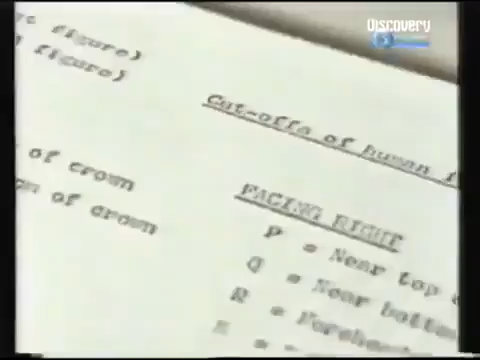 Discovery
figure)
figure)
Cut-offs of human
of crown
of crown
FACING RIGHT
P = Near top
Q = Near bottom
R = Forehead